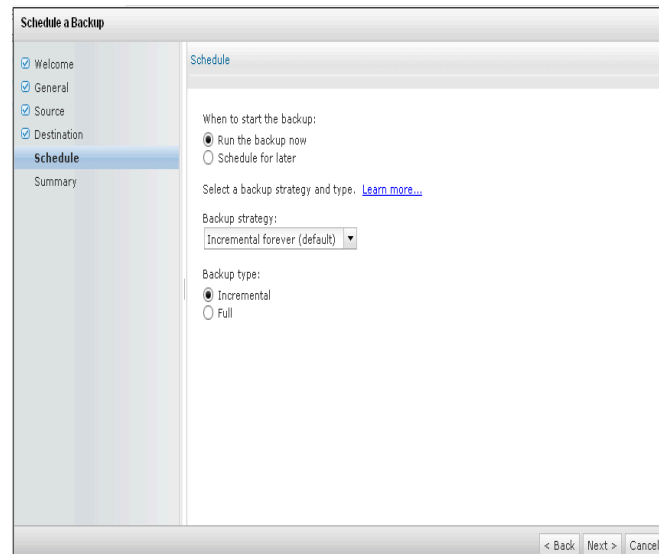 Schedule a Backup
Welcome
General
Source
Destination
Schedule
Summary
Schedule
When to start the backup:
Run the backup now
Schedule for later
Select a backup strategy and type. Learn more...
Backup strategy:
Incremental forever (default)
Backup type:
Incremental
Full
< Back Next > Cancel